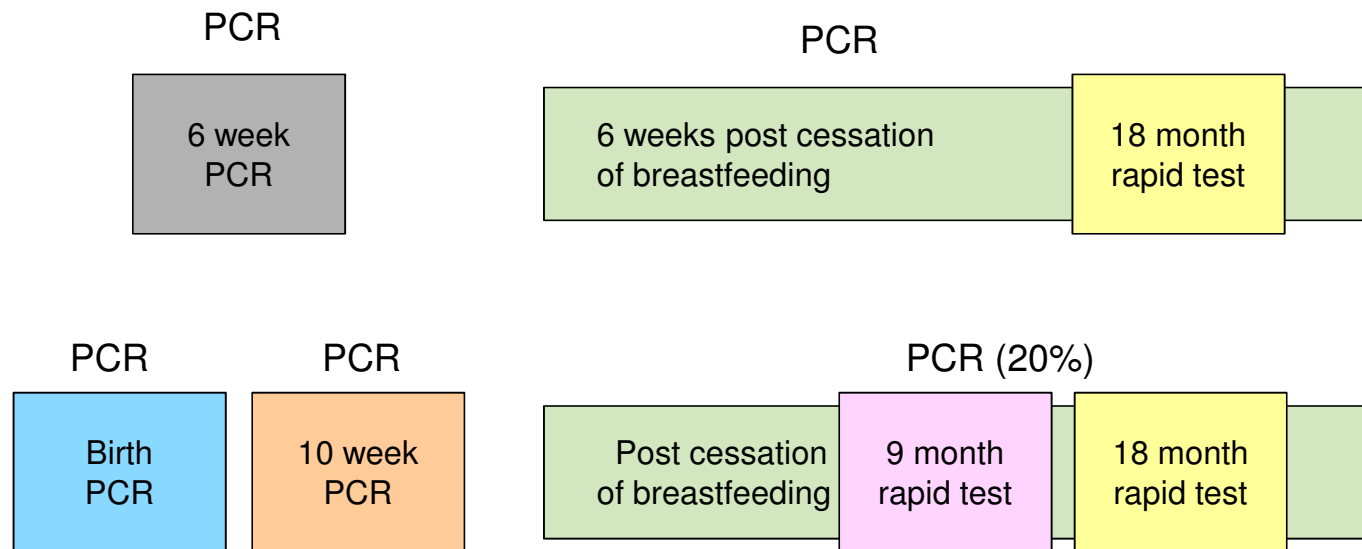 PCR
PCR
6 week
PCR
6 weeks post cessation
of breastfeeding
18 month
rapid test
PCR
PCR
PCR (20%)
Birth
PCR
10 week
PCR
Post cessation
of breastfeeding
9 month
rapid test
18 month
rapid test